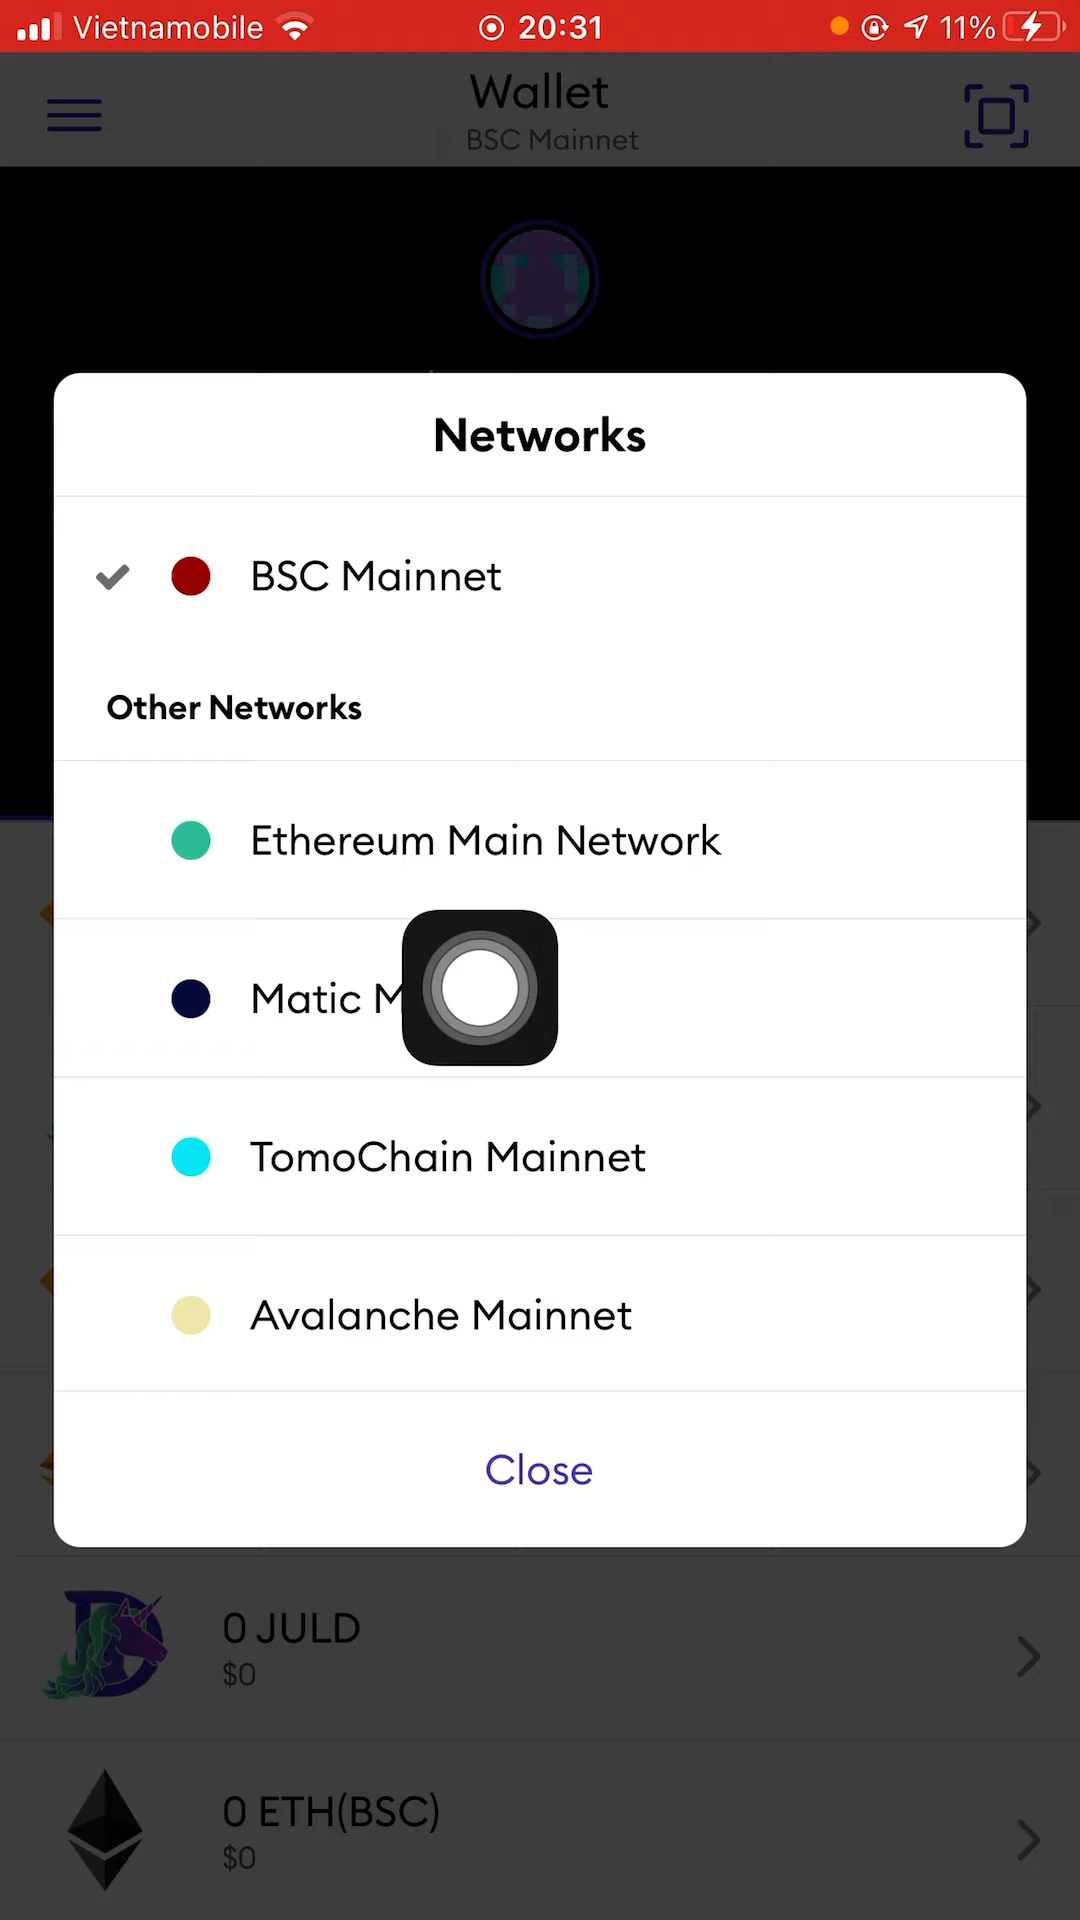 Vietnamobile 20:31 11%
Wallet
BSC Mainnet
Networks
BSC Mainnet
Other Networks
Ethereum Main Network
Matic
TomoChain Mainnet
Avalanche Mainnet
Close
0 JULD
$0
0 ETH(BSC)
$0